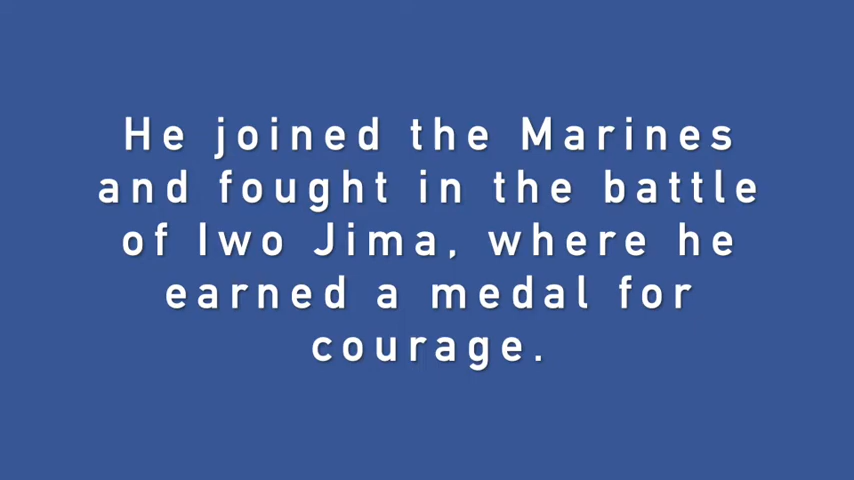 He joined the Marines
and fought in the battle
of Iwo Jima, where he
earned a medal for
courage.